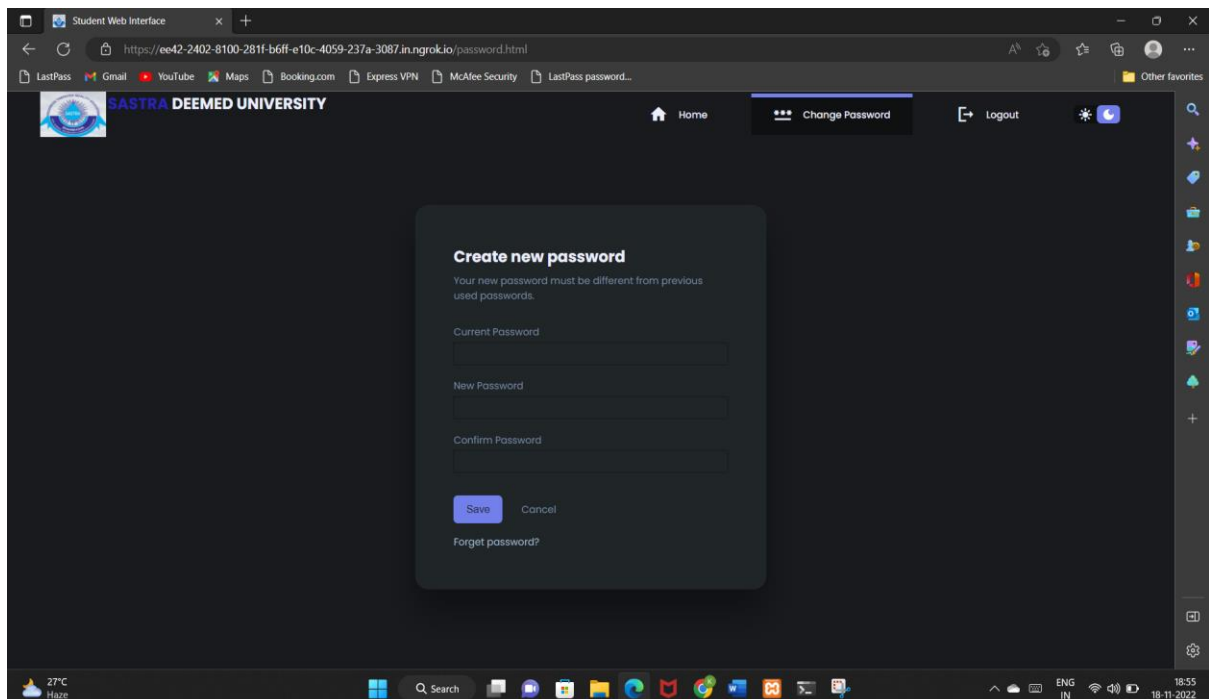 Student Web Interface
https://ee42-2402-8100-281f-b6ff-e10c-4059-237a-3087.in.ngrok.io/password.html
LastPass Gmail YouTube Maps Booking.com Express VPN McAfee Security LastPass password... Other favorites
SASTRA DEEMED UNIVERSITY
Home Change Password Logout
Create new password
Your new password must be different from previous
used passwords.
Current Password
New Password
Confirm Password
Save Cancel
Forget password?
27°C
Haze
Search
ENG
IN
18:55
18-11-2022